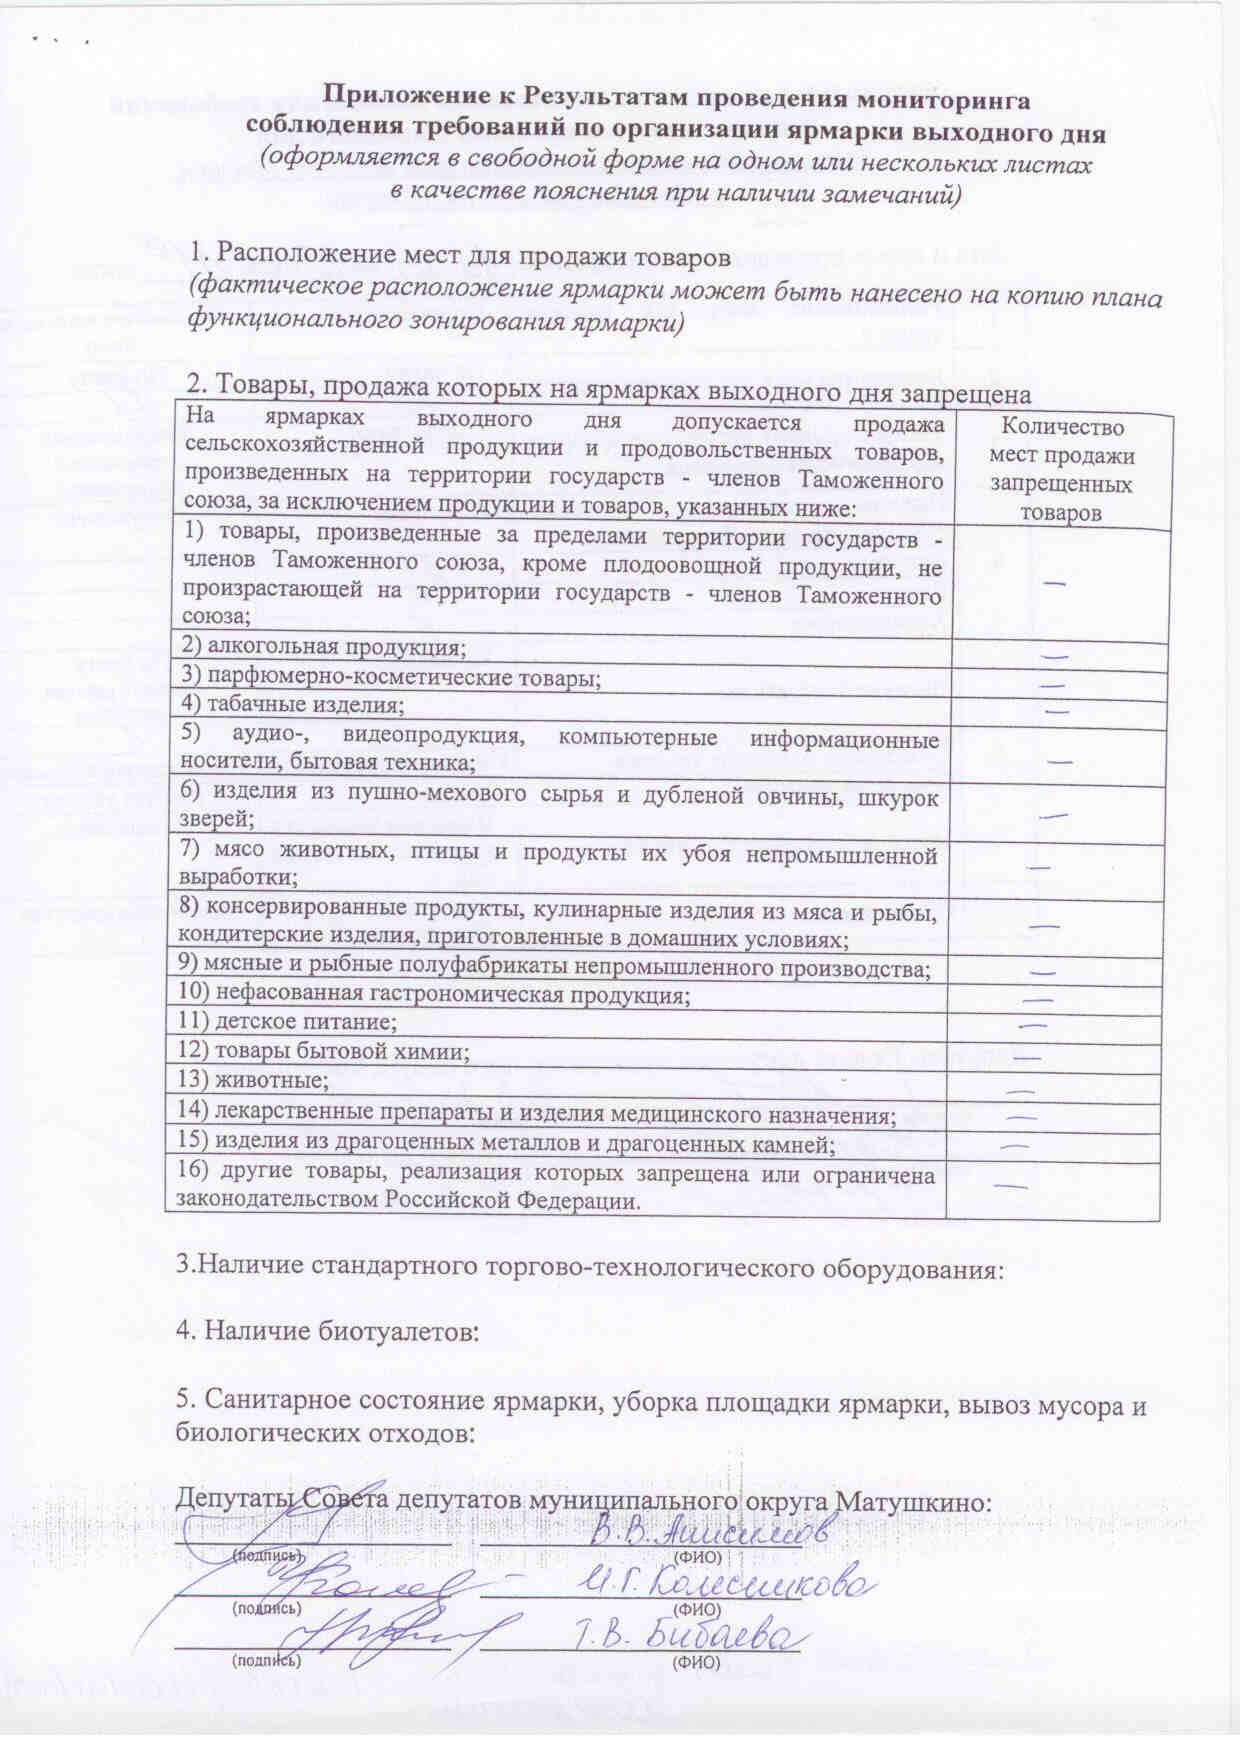 Приложение к Результатам проведения мониторинга
соблюдения требований по организации ярмарки выходного дня
(оформляется в свободной форме на одном или нескольких листах
в качестве пояснения при наличии замечаний)
1. Расположение мест для продажи товаров
(фактическое расположение ярмарки может быть нанесено на копию плана
функционального зонирования ярмарки)
2. Товары, продажа которых на ярмарках выходного дня запрещена
На ярмарках выходного дня допускается продажа
сельскохозяйственной продукции и продовольственных товаров,
произведенных на территории государств - членов Таможенного
союза, за исключением продукции и товаров, указанных ниже:
Количество
мест продажи
запрещенных
товаров
1) товары, произведенные за пределами территории государств -
членов Таможенного союза, кроме плодоовощной продукции, не
произрастающей на территории государств - членов Таможенного
союза;
—
2) алкогольная продукция; —
3) парфюмерно-косметические товары; —
4) табачные изделия; —
5) аудио-, видеопродукция, компьютерные информационные
носители, бытовая техника; —
6) изделия из пушно-мехового сырья и дубленой овчины, шкурок
зверей; —
7) мясо животных, птицы и продукты их убоя непромышленной
выработки; —
8) консервированные продукты, кулинарные изделия из мяса и рыбы,
кондитерские изделия, приготовленные в домашних условиях; —
9) мясные и рыбные полуфабрикаты непромышленного производства; —
10) нефасованная гастрономическая продукция; —
11) детское питание; —
12) товары бытовой химии; —
13) животные; —
14) лекарственные препараты и изделия медицинского назначения; —
15) изделия из драгоценных металлов и драгоценных камней; —
16) другие товары, реализация которых запрещена или ограничена
законодательством Российской Федерации. —
3.Наличие стандартного торгово-технологического оборудования:
4. Наличие биотуалетов:
5. Санитарное состояние ярмарки, уборка площадки ярмарки, вывоз мусора и
биологических отходов:
Депутаты Совета депутатов муниципального округа Матушкино:
В.В. Анисимов
(подпись) (ФИО)
И.Г. Колесникова
(подпись) (ФИО)
Т.В. Бибаева
(подпись) (ФИО)